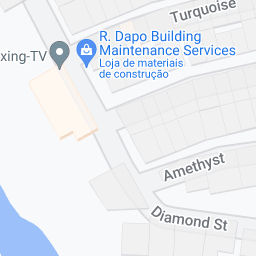 Turquoise
xing-TV
R. Dapo Building
Maintenance Services
Loja de materiais
de construção
Amethyst
Diamond St